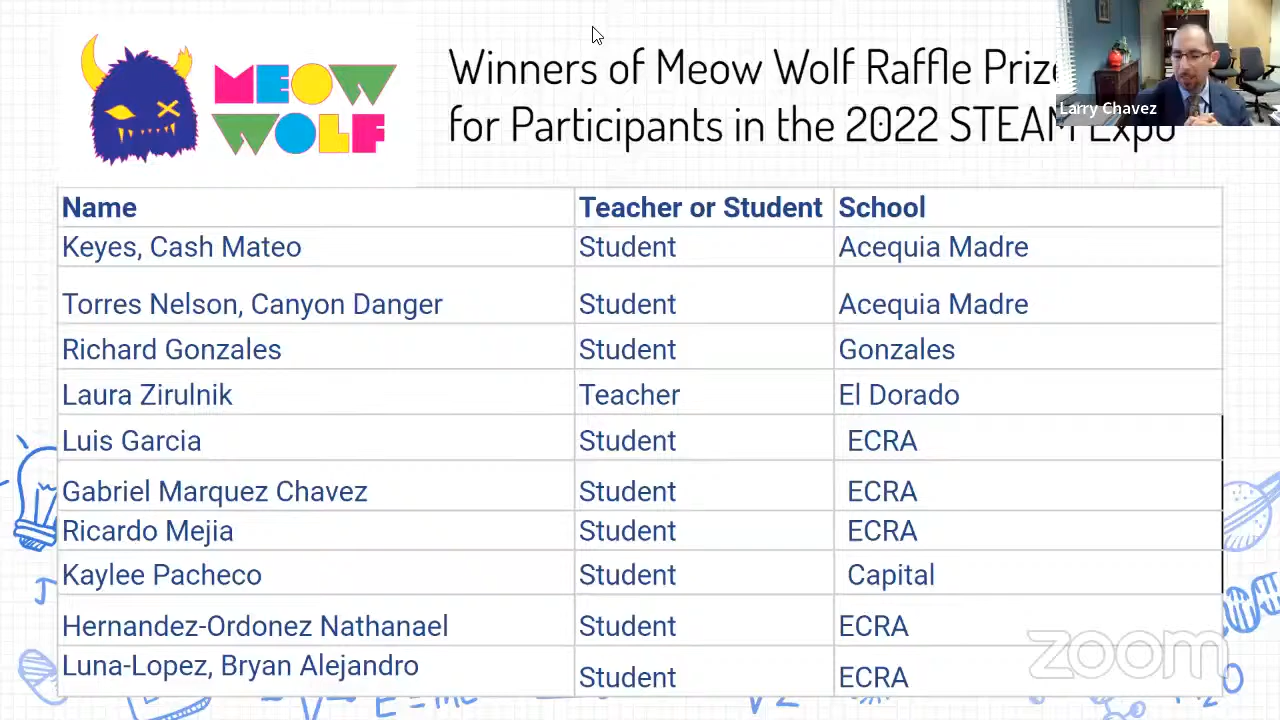 MEOW
WOLF
Winners of Meow Wolf Raffle Prize
for Participants in the 2022 STEAM Expo
Larry Chavez
Name Teacher or Student School
Keyes, Cash Mateo Student Acequia Madre
Torres Nelson, Canyon Danger Student Acequia Madre
Richard Gonzales Student Gonzales
Laura Zirulnik Teacher El Dorado
Luis Garcia Student ECRA
Gabriel Marquez Chavez Student ECRA
Ricardo Mejia Student ECRA
Kaylee Pacheco Student Capital
Hernandez-Ordonez Nathanael Student ECRA
Luna-Lopez, Bryan Alejandro Student ECRA
zoom